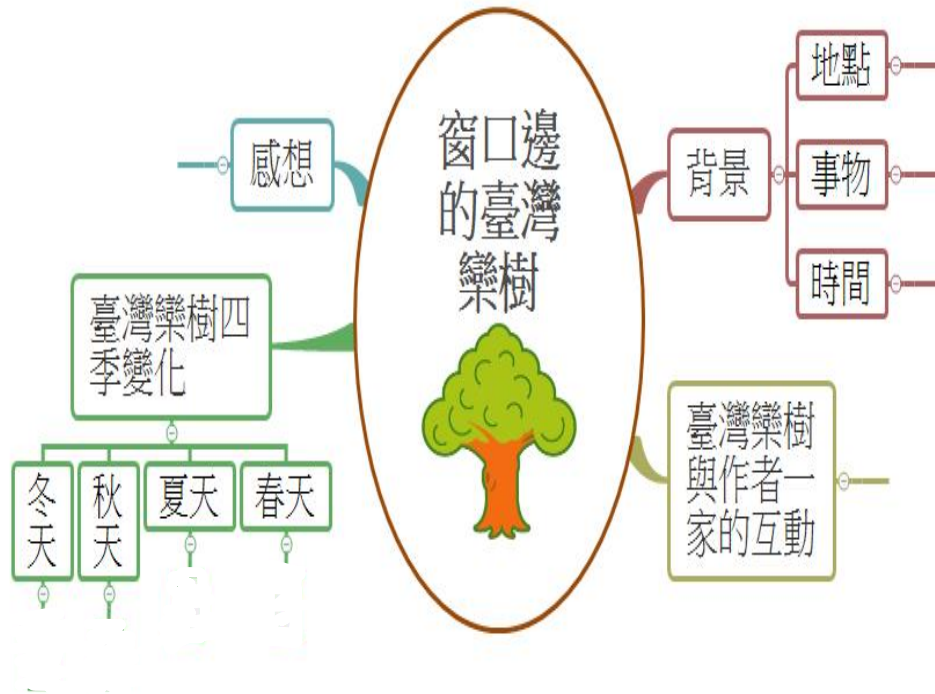 窗口邊
的臺灣
欒樹
背景
地點
事物
時間
臺灣欒樹
與作者一
家的互動
臺灣欒樹四
季變化
春天
夏天
秋天
冬天
感想